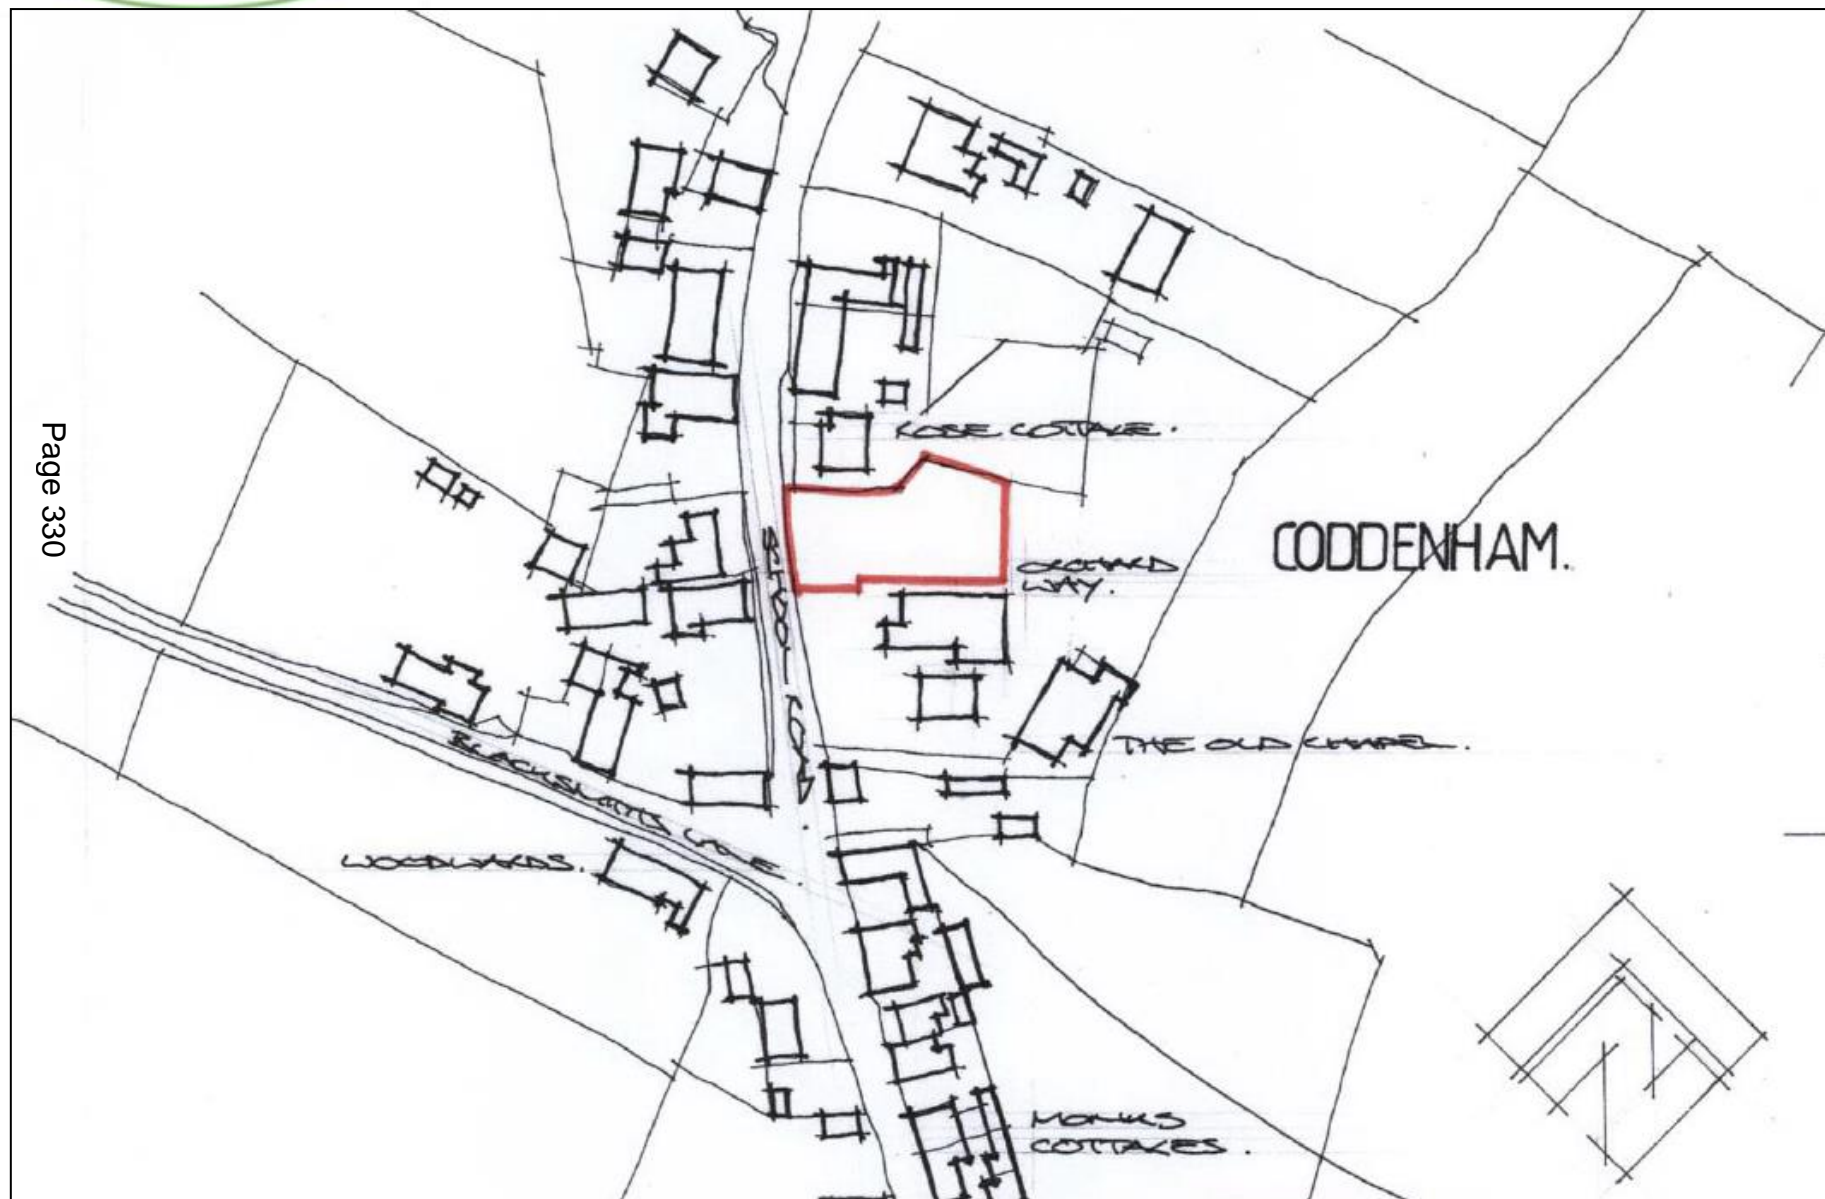 Page 330
ROSE COTTAGE.
CODDENHAM.
ORCHARD
WAY.
SCHOOL ROAD.
THE OLD CHAPEL.
BLACKSMITHS LANE.
WOODWARDS.
MONKS
COTTAGES.
N